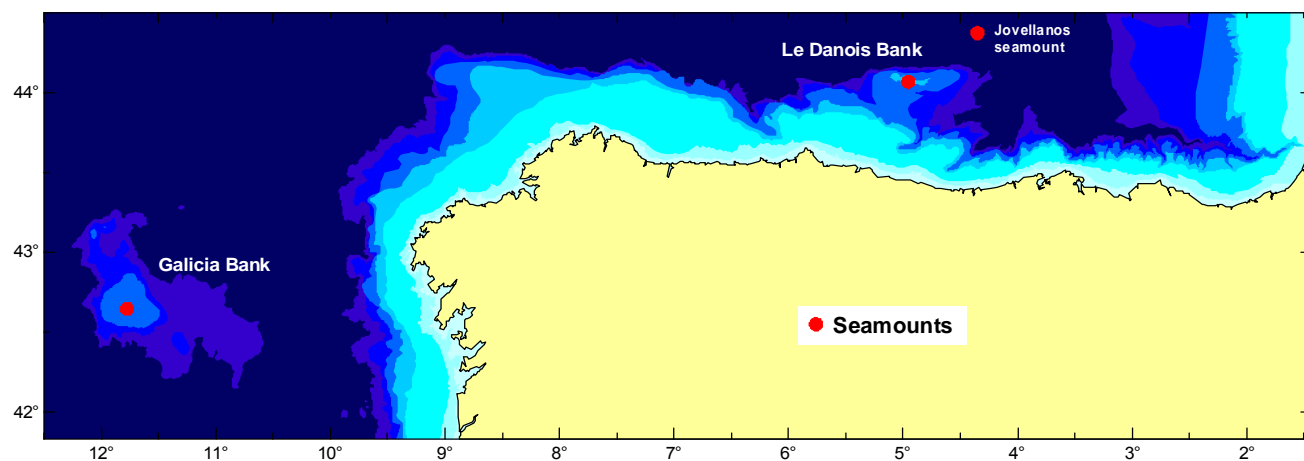 Jovellanos
seamount
Le Danois Bank
44°
43°
Galicia Bank
Seamounts
42°
12° 11° 10° 9° 8° 7° 6° 5° 4° 3° 2°